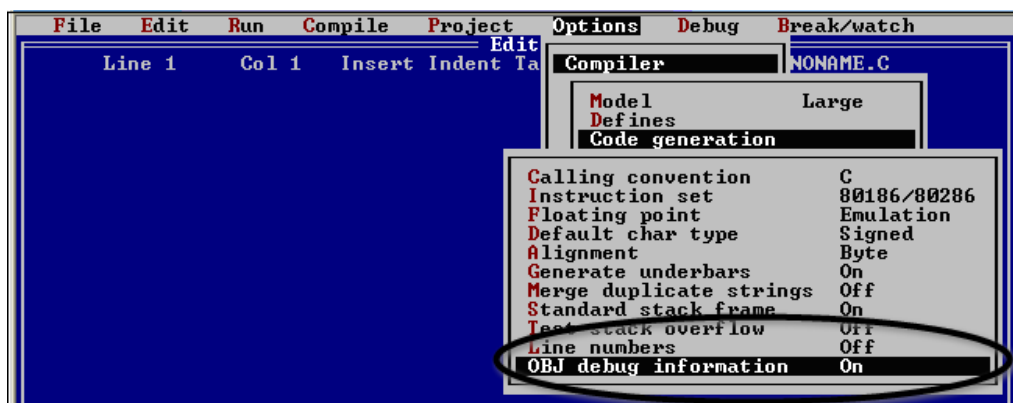 File Edit Run Compile Project Options Debug Break/watch
Edit
Line 1 Col 1 Insert Indent Ta NONAME.C
Compiler
Model Large
Defines
Code generation
Calling convention C
Instruction set 80186/80286
Floating point Emulation
Default char type Signed
Alignment Byte
Generate underbars On
Merge duplicate strings Off
Standard stack frame On
Test stack overflow Off
Line numbers Off
OBJ debug information On